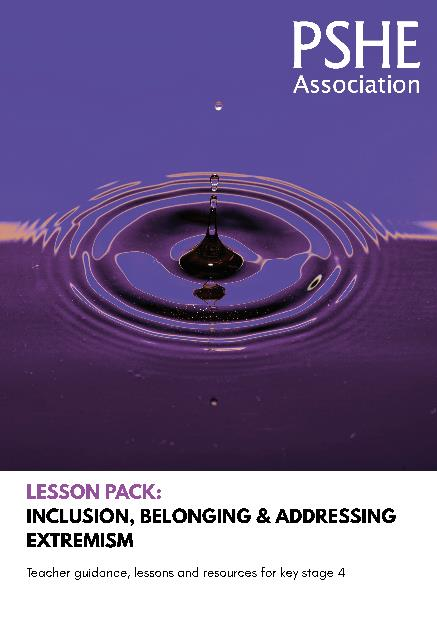 PSHE
Association
LESSON PACK:
INCLUSION, BELONGING & ADDRESSING
EXTREMISM
Teacher guidance, lessons and resources for key stage 4